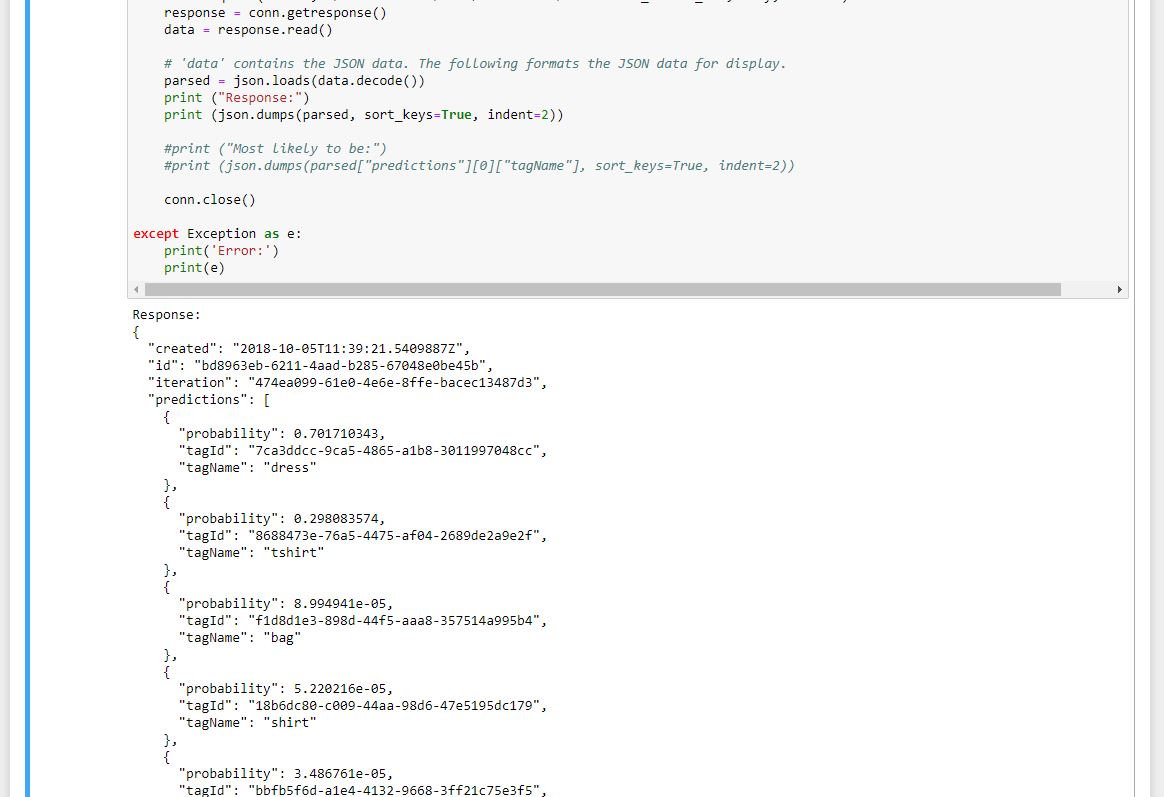 response = conn.getresponse()
data = response.read()
# 'data' contains the JSON data. The following formats the JSON data for display.
parsed = json.loads(data.decode())
print ("Response:")
print (json.dumps(parsed, sort_keys=True, indent=2))
#print ("Most likely to be:")
#print (json.dumps(parsed["predictions"][0]["tagName"], sort_keys=True, indent=2))
conn.close()
except Exception as e:
print('Error:')
print(e)
Response:
{
"created": "2018-10-05T11:39:21.5409887Z",
"id": "bd8963eb-6211-4aad-b285-67048e0be45b",
"iteration": "474ea099-61e0-4e6e-8ffe-bacec13487d3",
"predictions": [
{
"probability": 0.701710343,
"tagId": "7ca3ddcc-9ca5-4865-a1b8-3011997048cc",
"tagName": "dress"
},
{
"probability": 0.298083574,
"tagId": "8688473e-76a5-4475-af04-2689de2a9e2f",
"tagName": "tshirt"
},
{
"probability": 8.994941e-05,
"tagId": "f1d8d1e3-898d-44f5-aaa8-357514a995b4",
"tagName": "bag"
},
{
"probability": 5.220216e-05,
"tagId": "18b6dc80-c009-44aa-98d6-47e5195dc179",
"tagName": "shirt"
},
{
"probability": 3.486761e-05,
"tagId": "bbfb5f6d-a1e4-4132-9668-3ff21c75e3f5",